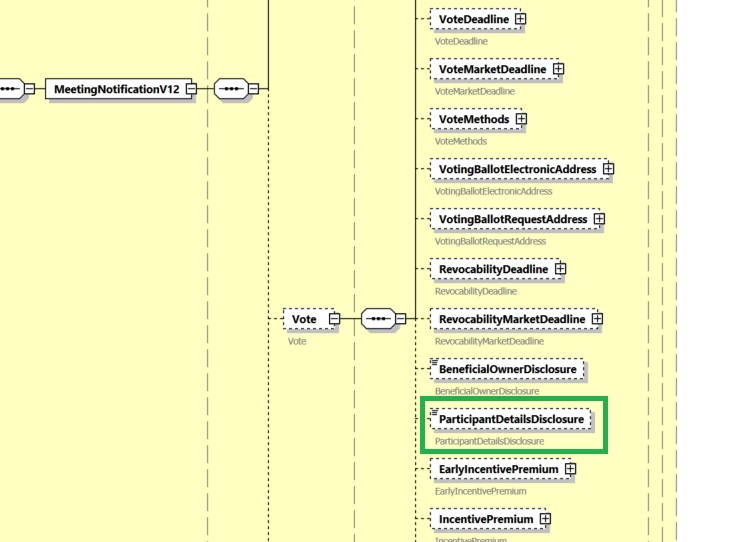 VoteDeadline
VoteDeadline
VoteMarketDeadline
VoteMarketDeadline
MeetingNotificationV12
VoteMethods
VoteMethods
VotingBallotElectronicAddress
VotingBallotElectronicAddress
VotingBallotRequestAddress
VotingBallotRequestAddress
RevocabilityDeadline
RevocabilityDeadline
Vote
Vote
RevocabilityMarketDeadline
RevocabilityMarketDeadline
BeneficialOwnerDisclosure
BeneficialOwnerDisclosure
ParticipantDetailsDisclosure
ParticipantDetailsDisclosure
EarlyIncentivePremium
EarlyIncentivePremium
IncentivePremium
IncentivePremium